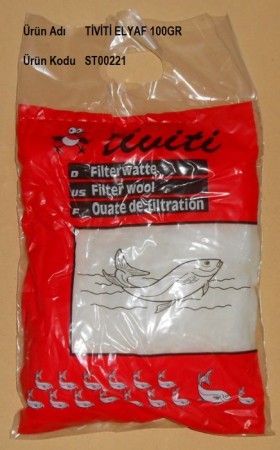 Ürün Adı TİVİTİ ELYAF 100GR
Ürün Kodu ST00221
tiviti
D Filterwatte
US Filter wool
F Ouate de filtration